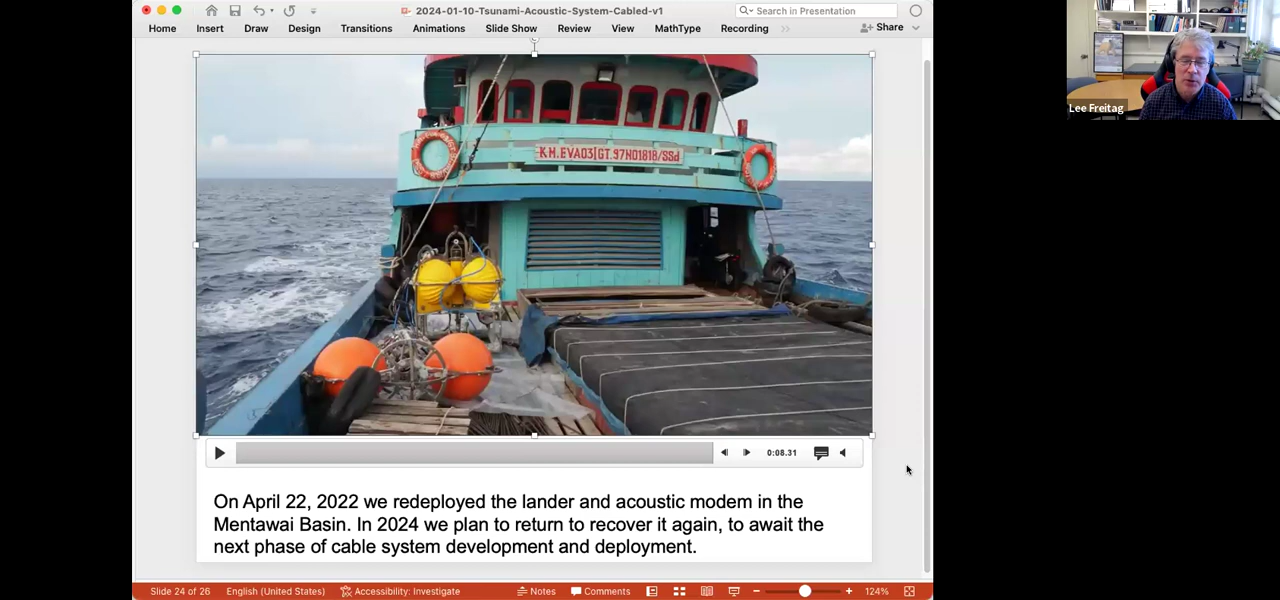 2024-01-10-Tsunami-Acoustic-System-Cabled-v1
Search in Presentation
Home Insert Draw Design Transitions Animations Slide Show Review View MathType Recording Share
KM.EVA03[GT.97NO1818/SSd
0:08.31
On April 22, 2022 we redeployed the lander and acoustic modem in the
Mentawai Basin. In 2024 we plan to return to recover it again, to await the
next phase of cable system development and deployment.
Slide 24 of 26 English (United States) Accessibility: Investigate Notes Comments 124%
Lee Freitag